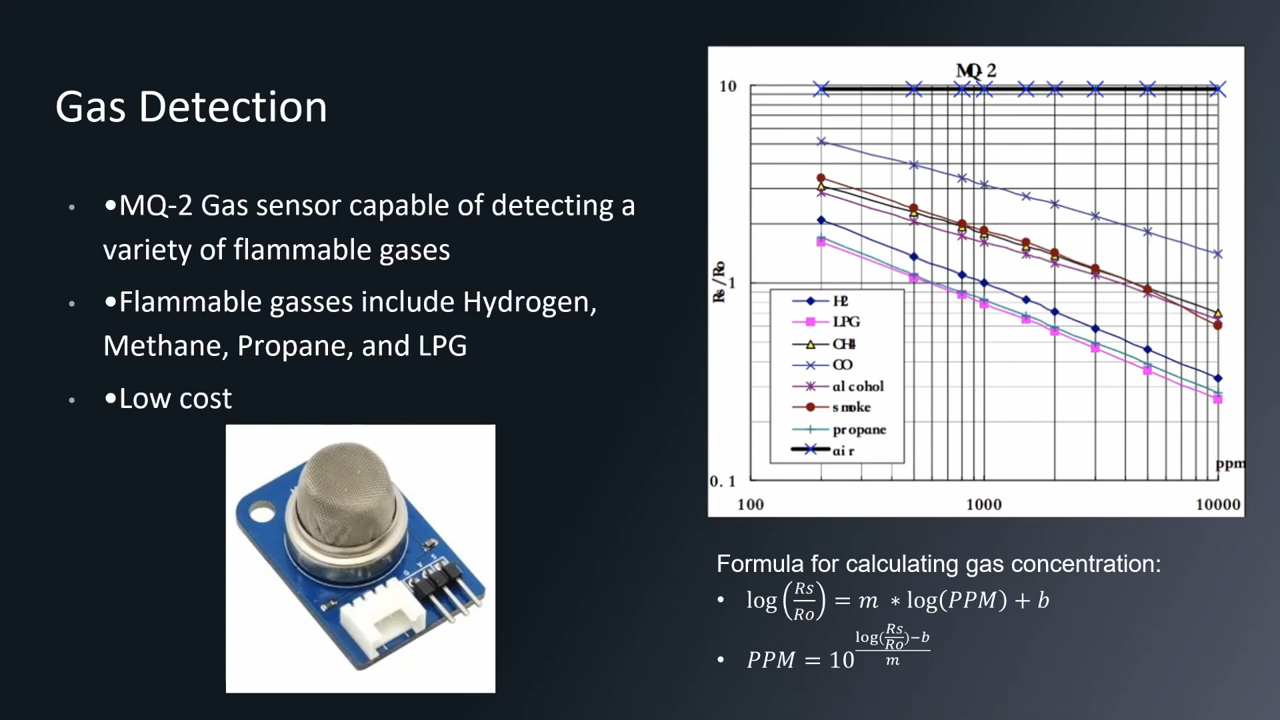 Gas Detection
•MQ-2 Gas sensor capable of detecting a
variety of flammable gases
•Flammable gasses include Hydrogen,
Methane, Propane, and LPG
•Low cost
MQ-2
10
1
0.1
Rs/Ro
H2
LPG
CH4
CO
alcohol
smoke
propane
air
ppm
100 1000 10000
Formula for calculating gas concentration:
• log(Rs/Ro) = m ∗ log(PPM) + b
• PPM = 10^((log(Rs/Ro)−b)/m)